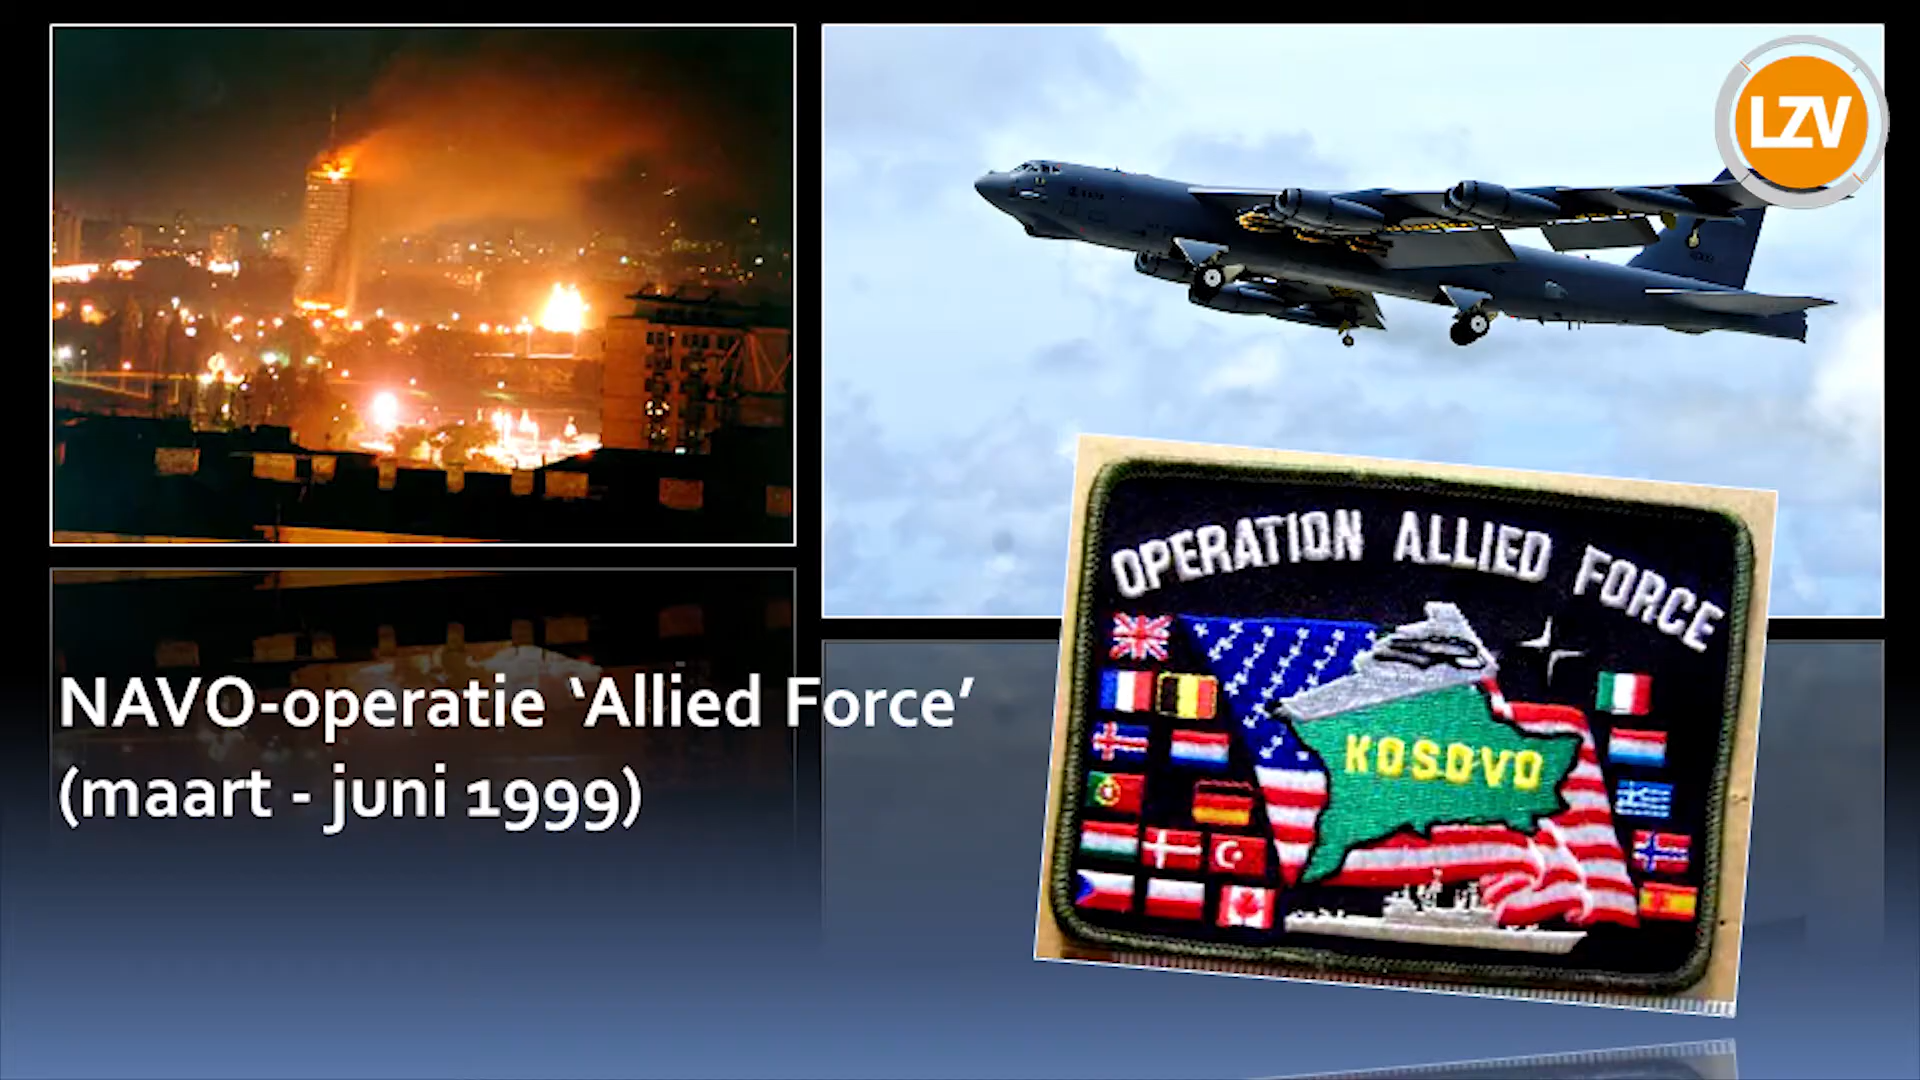 LZV
OPERATION ALLIED FORCE
KOSOVO
NAVO-operatie ‘Allied Force’
(maart - juni 1999)